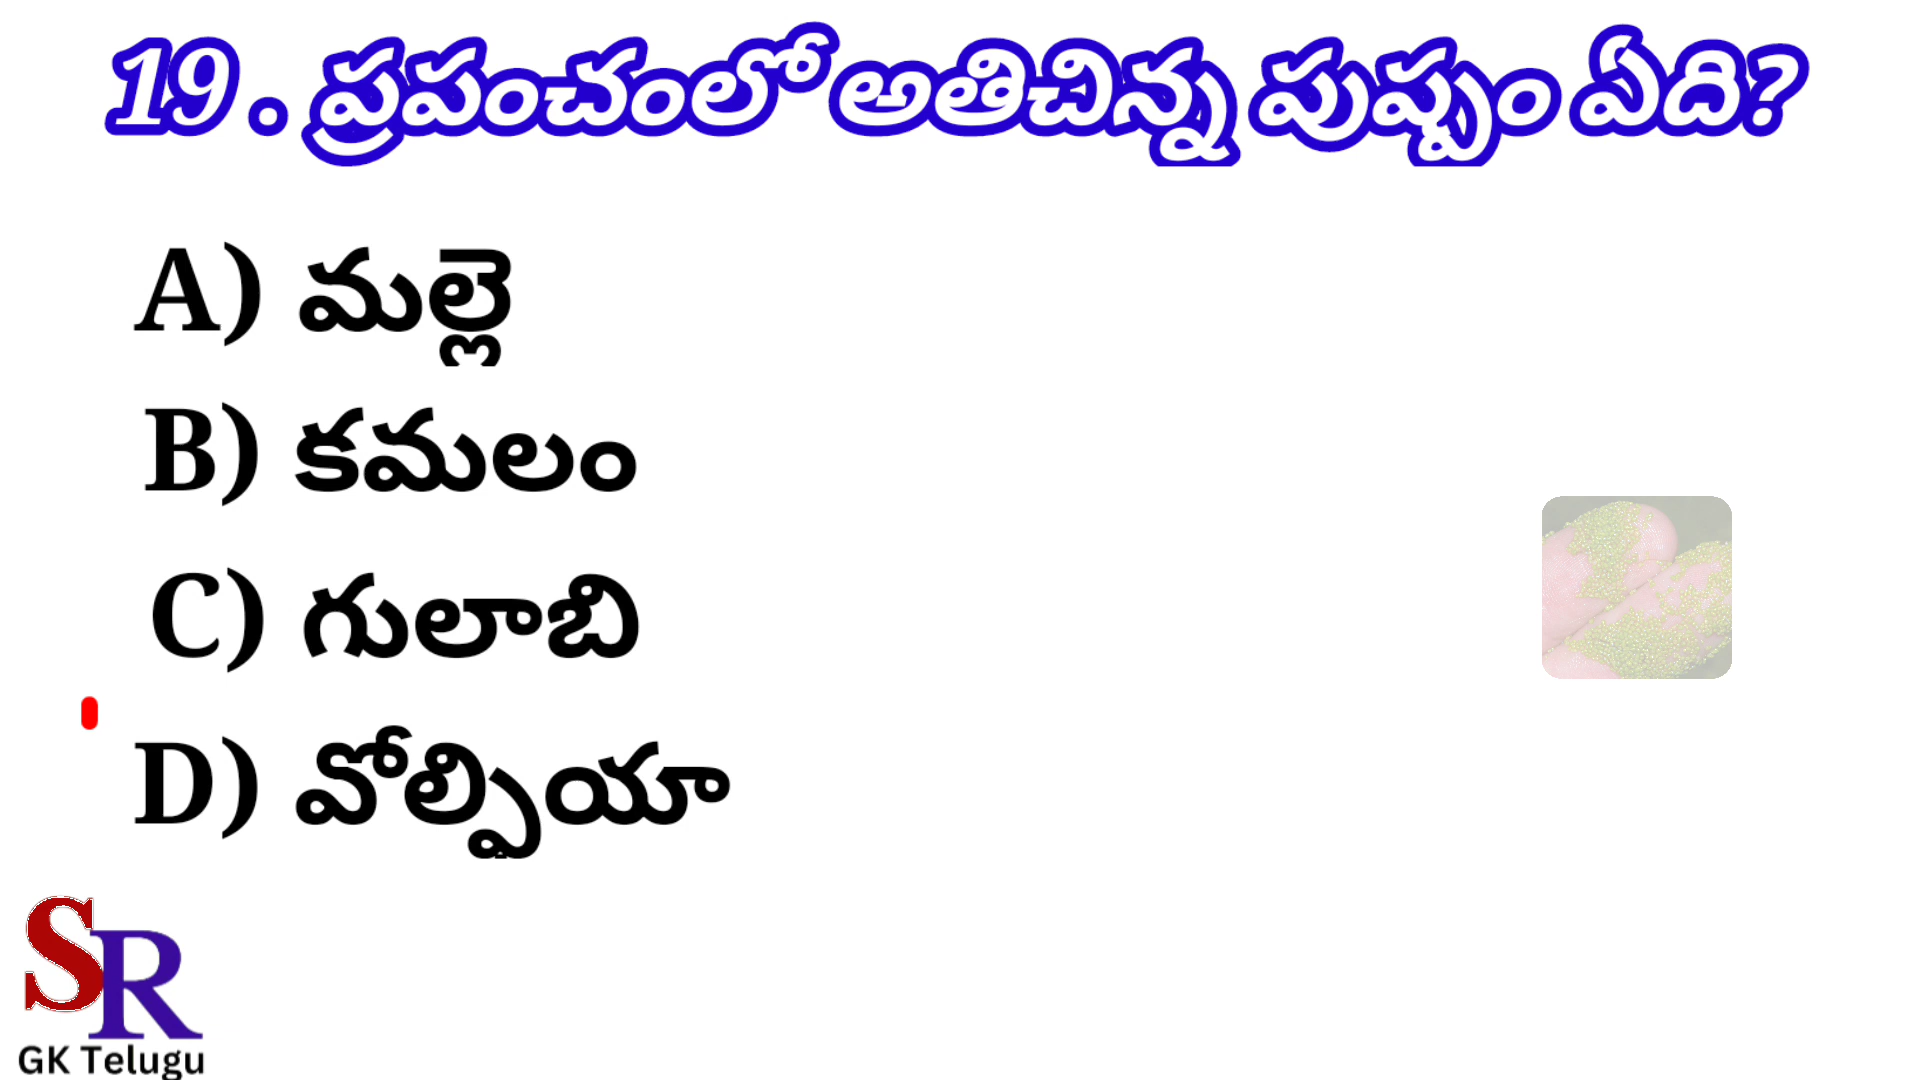 19 . ప్రపంచంలో అతిచిన్న పుష్పం ఏది?
A) మల్లె
B) కమలం
C) గులాబి
D) వోల్ఫియా
SR
GK Telugu